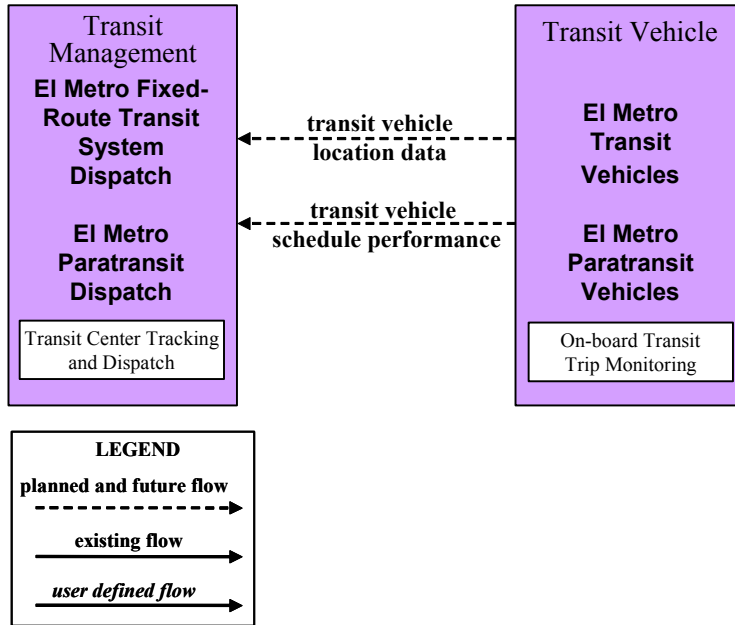 Transit
Management
El Metro Fixed-
Route Transit
System
Dispatch
El Metro
Paratransit
Dispatch
Transit Center Tracking
and Dispatch
transit vehicle
location data
transit vehicle
schedule performance
Transit Vehicle
El Metro
Transit
Vehicles
El Metro
Paratransit
Vehicles
On-board Transit
Trip Monitoring
LEGEND
planned and future flow
existing flow
user defined flow